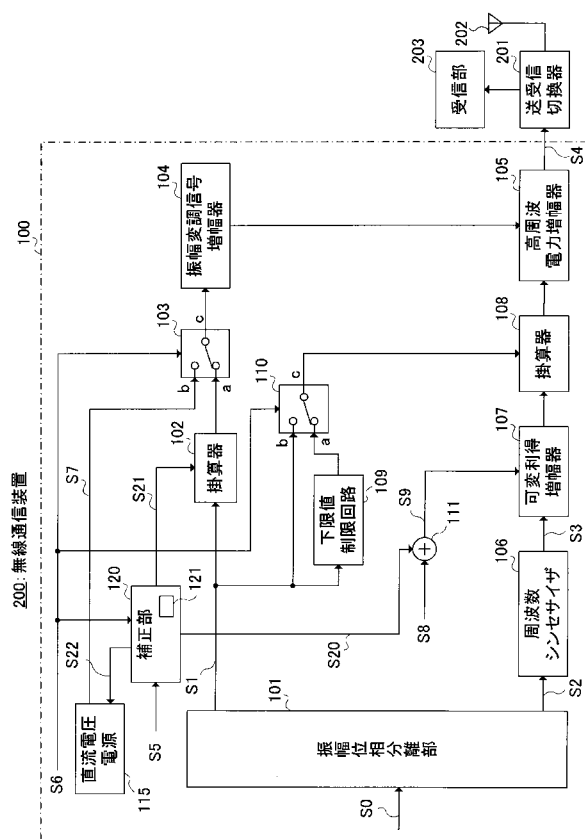 200:無線通信装置
100
S6
S7
S22
直流電圧
電源
115
S5
120
補正部
121
S21
103
b
a
c
104
振幅変調信号
増幅器
102
掛算器
110
b
a
c
S1
下限値
制限回路
109
S20
S8
111
S9
101
振幅位相分離部
S0
S2
106
周波数
シンセサイザ
S3
107
可変利得
増幅器
108
掛算器
105
高周波
電力増幅器
S4
201
送受信
切換器
202
203
受信部